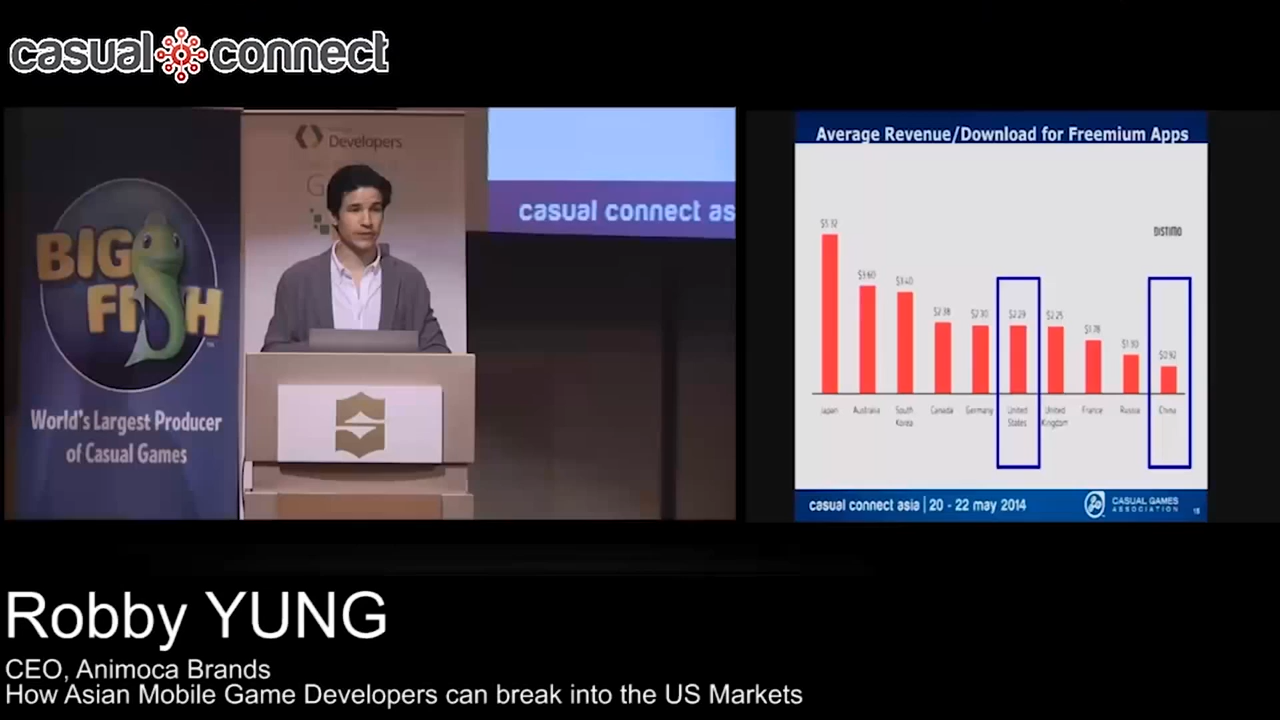 casual connect
Developers
BIG
FISH
World's Largest Producer
of Casual Games
casual connect as
Average Revenue/Download for Freemium Apps
DISTIMO
$3.60
$3.40
$2.38
$2.30
$2.29
$2.25
$1.78
$0.92
Japan
Australia
South
Korea
Canada
Germany
United
States
United
Kingdom
France
Russia
China
casual connect asia | 20 - 22 may 2014
CASUAL GAMES
ASSOCIATION
Robby YUNG
CEO, Animoca Brands
How Asian Mobile Game Developers can break into the US Markets